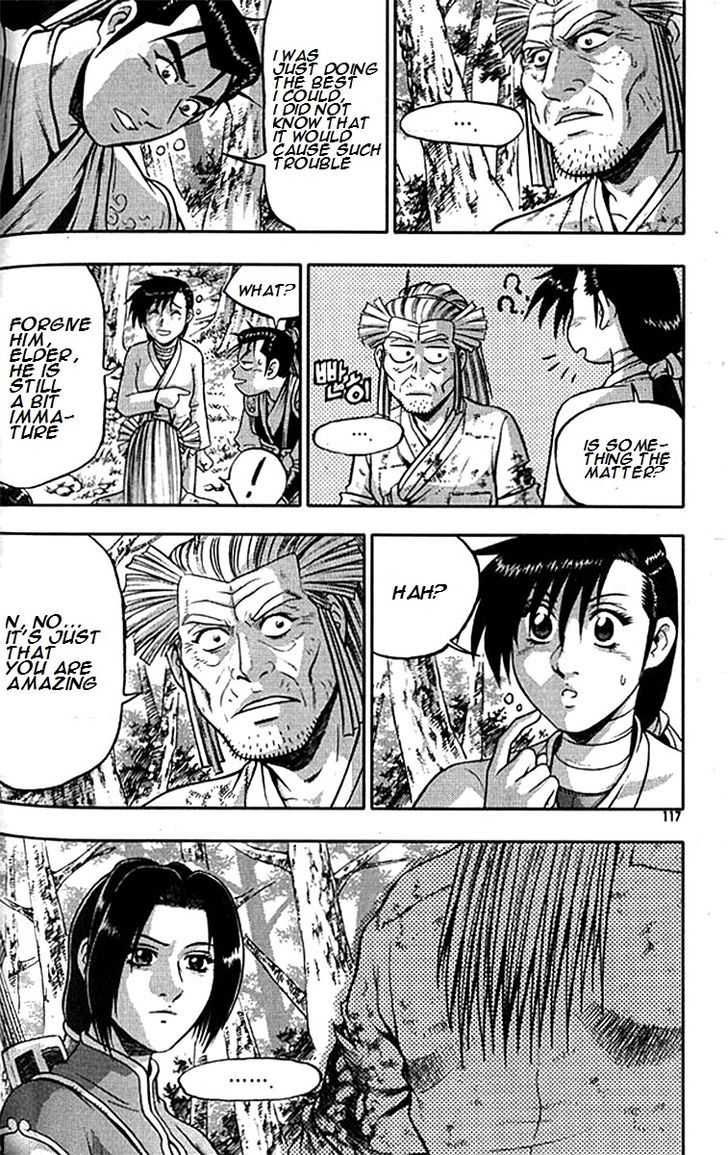 I WAS
JUST DOING
THE BEST
I COULD,
I DID NOT
KNOW THAT
IT WOULD
CAUSE SUCH
TROUBLE
....
FORGIVE
HIM,
ELDER,
HE IS
STILL
A BIT
IMMA-
TURE
WHAT?
!
빤히
....
? ?
IS SOME-
THING THE
MATTER?
N, NO...
IT'S JUST
THAT
YOU ARE
AMAZING
HAH?
117
......